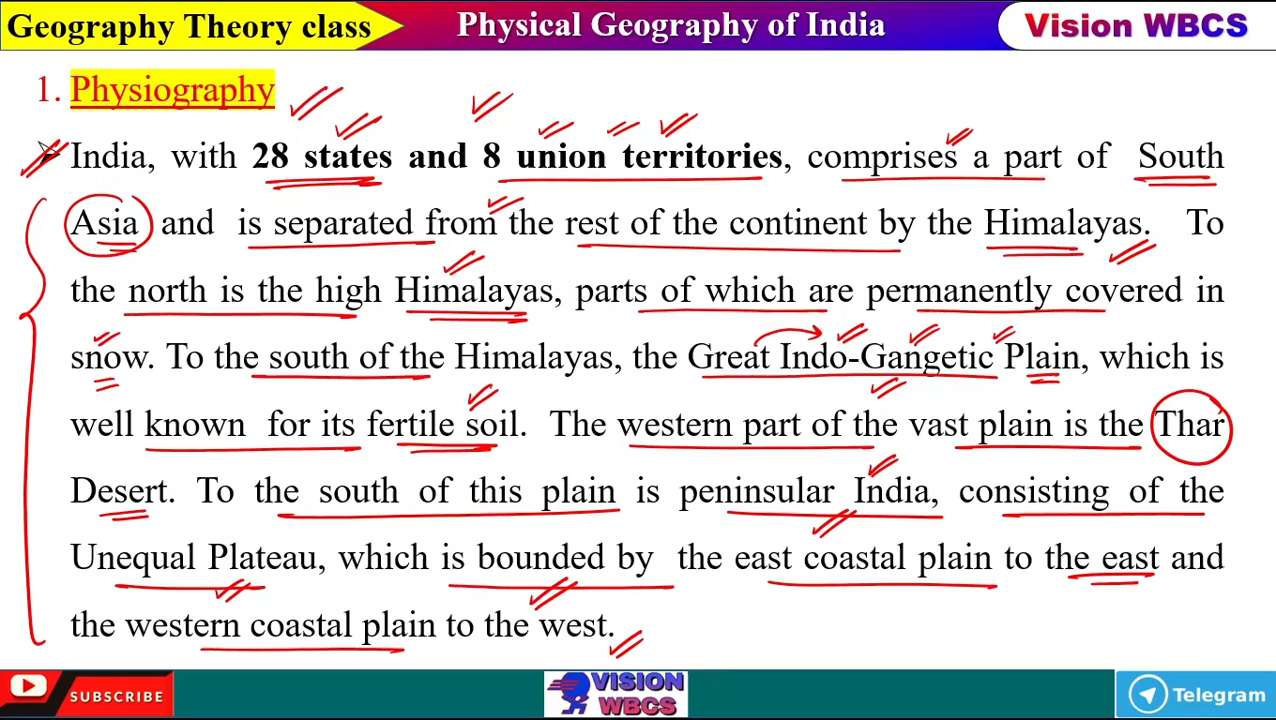 Geography Theory class
Physical Geography of India
Vision WBCS
1. Physiography
➢ India, with 28 states and 8 union territories, comprises a part of South
Asia and is separated from the rest of the continent by the Himalayas. To
the north is the high Himalayas, parts of which are permanently covered in
snow. To the south of the Himalayas, the Great Indo-Gangetic Plain, which is
well known for its fertile soil. The western part of the vast plain is the Thar
Desert. To the south of this plain is peninsular India, consisting of the
Unequal Plateau, which is bounded by the east coastal plain to the east and
the western coastal plain to the west.
SUBSCRIBE
VISION
WBCS
Telegram